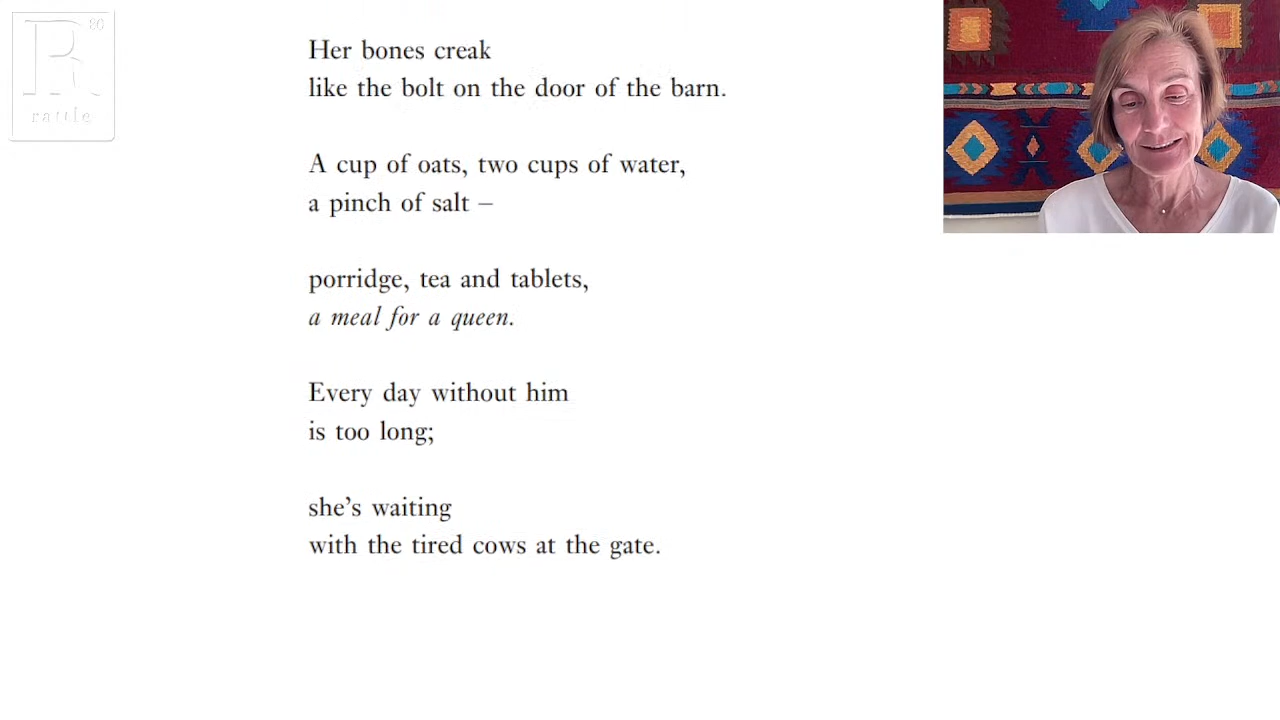 80
rattle
Her bones creak
like the bolt on the door of the barn.
A cup of oats, two cups of water,
a pinch of salt –
porridge, tea and tablets,
a meal for a queen.
Every day without him
is too long;
she’s waiting
with the tired cows at the gate.